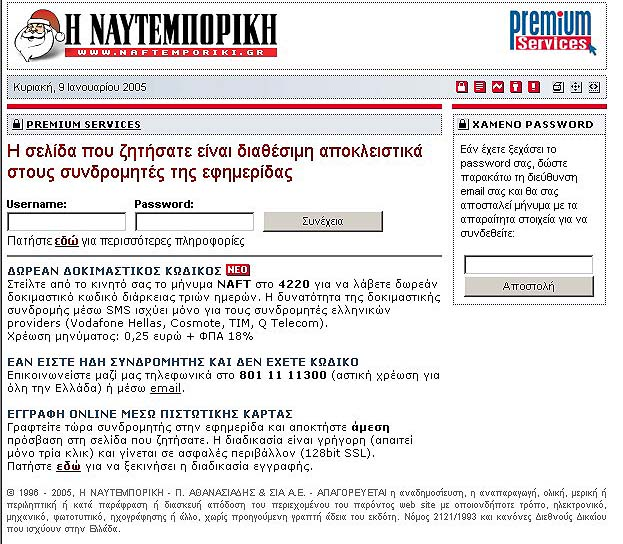 Η ΝΑΥΤΕΜΠΟΡΙΚΗ
WWW.NAFTEMPORIKI.GR
premium
Services
Κυριακή, 9 Ιανουαρίου 2005
PREMIUM SERVICES
Η σελίδα που ζητήσατε είναι διαθέσιμη αποκλειστικά
στους συνδρομητές της εφημερίδας
Username:
Password:
Συνέχεια
Πατήστε εδώ για περισσότερες πληροφορίες
ΔΩΡΕΑΝ ΔΟΚΙΜΑΣΤΙΚΟΣ ΚΩΔΙΚΟΣ ΝΕΟ
Στείλτε από το κινητό σας το μήνυμα NAFT στο 4220 για να λάβετε δωρεάν
δοκιμαστικό κωδικό διάρκειας τριών ημερών. Η δυνατότητα της δοκιμαστικής
συνδρομής μέσω SMS ισχύει μόνο για τους συνδρομητές ελληνικών
providers (Vodafone Hellas, Cosmote, TIM, Q Telecom).
Χρέωση μηνύματος: 0,25 ευρώ + ΦΠΑ 18%
ΕΑΝ ΕΙΣΤΕ ΗΔΗ ΣΥΝΔΡΟΜΗΤΗΣ ΚΑΙ ΔΕΝ ΕΧΕΤΕ ΚΩΔΙΚΟ
Επικοινωνείστε μαζί μας τηλεφωνικά στο 801 11 11300 (αστική χρέωση για
όλη την Ελλάδα) ή μέσω email.
ΕΓΓΡΑΦΗ ONLINE ΜΕΣΩ ΠΙΣΤΩΤΙΚΗΣ ΚΑΡΤΑΣ
Γραφτείτε τώρα συνδρομητής στην εφημερίδα και αποκτήστε άμεση
πρόσβαση στη σελίδα που ζητήσατε. Η διαδικασία είναι γρήγορη (απαιτεί
μόνο τρία κλικ) και γίνεται σε ασφαλές περιβάλλον (128bit SSL).
Πατήστε εδώ για να ξεκινήσει η διαδικασία εγγραφής.
ΧΑΜΕΝΟ PASSWORD
Εάν έχετε ξεχάσει το
password σας, δώστε
παρακάτω τη διεύθυνση
email σας και θα σας
αποσταλεί μήνυμα με τα
απαραίτητα στοιχεία για να
συνδεθείτε:
Αποστολή
© 1996 - 2005, Η ΝΑΥΤΕΜΠΟΡΙΚΗ - Π. ΑΘΑΝΑΣΙΑΔΗΣ & ΣΙΑ Α.Ε. - ΑΠΑΓΟΡΕΥΕΤΑΙ η αναδημοσίευση, η αναπαραγωγή, ολική, μερική ή
περιληπτική ή κατά παράφραση ή διασκευή απόδοση του περιεχομένου του παρόντος web site με οποιονδήποτε τρόπο, ηλεκτρονικό,
μηχανικό, φωτοτυπικό, ηχογράφησης ή άλλο, χωρίς προηγούμενη γραπτή άδεια του εκδότη. Νόμος 2121/1993 και κανόνες Διεθνούς Δικαίου
που ισχύουν στην Ελλάδα.